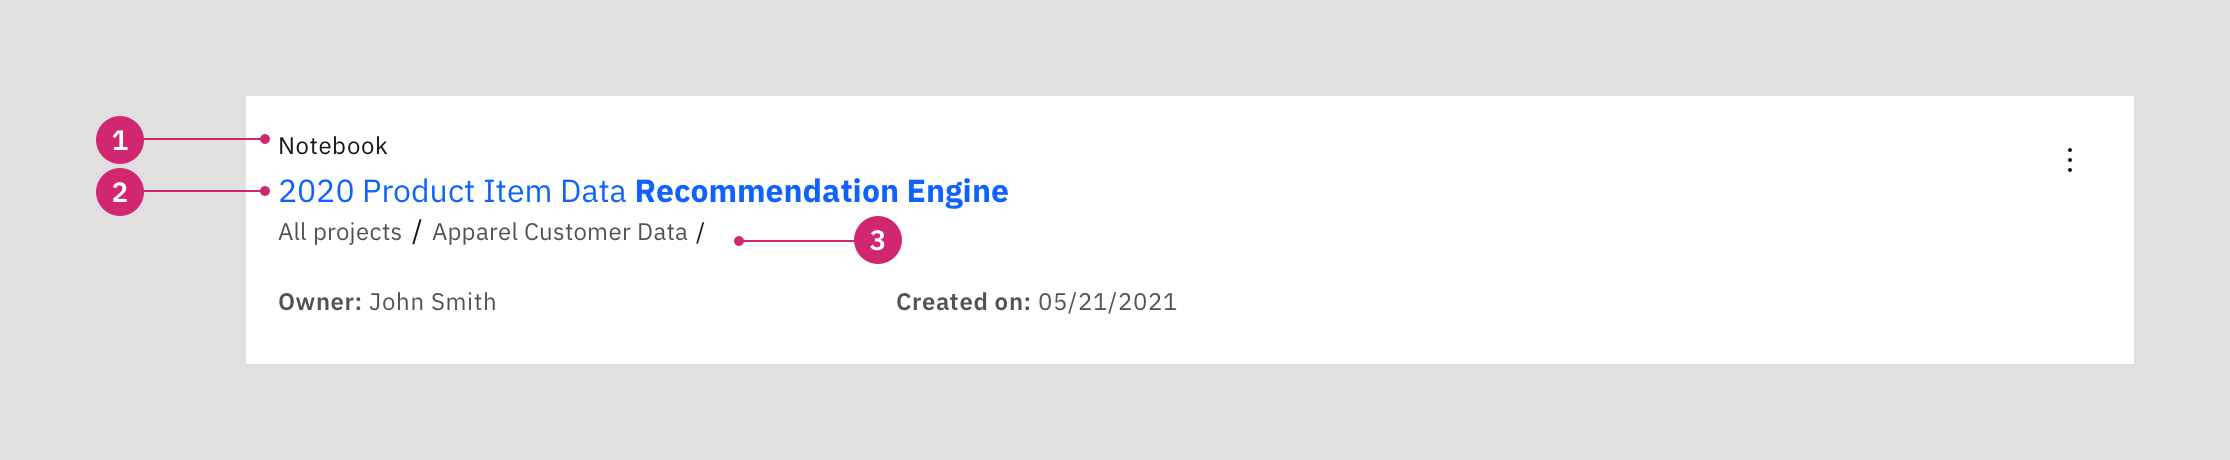 1
Notebook
2
2020 Product Item Data Recommendation Engine
All projects / Apparel Customer Data /
3
Owner: John Smith
Created on: 05/21/2021